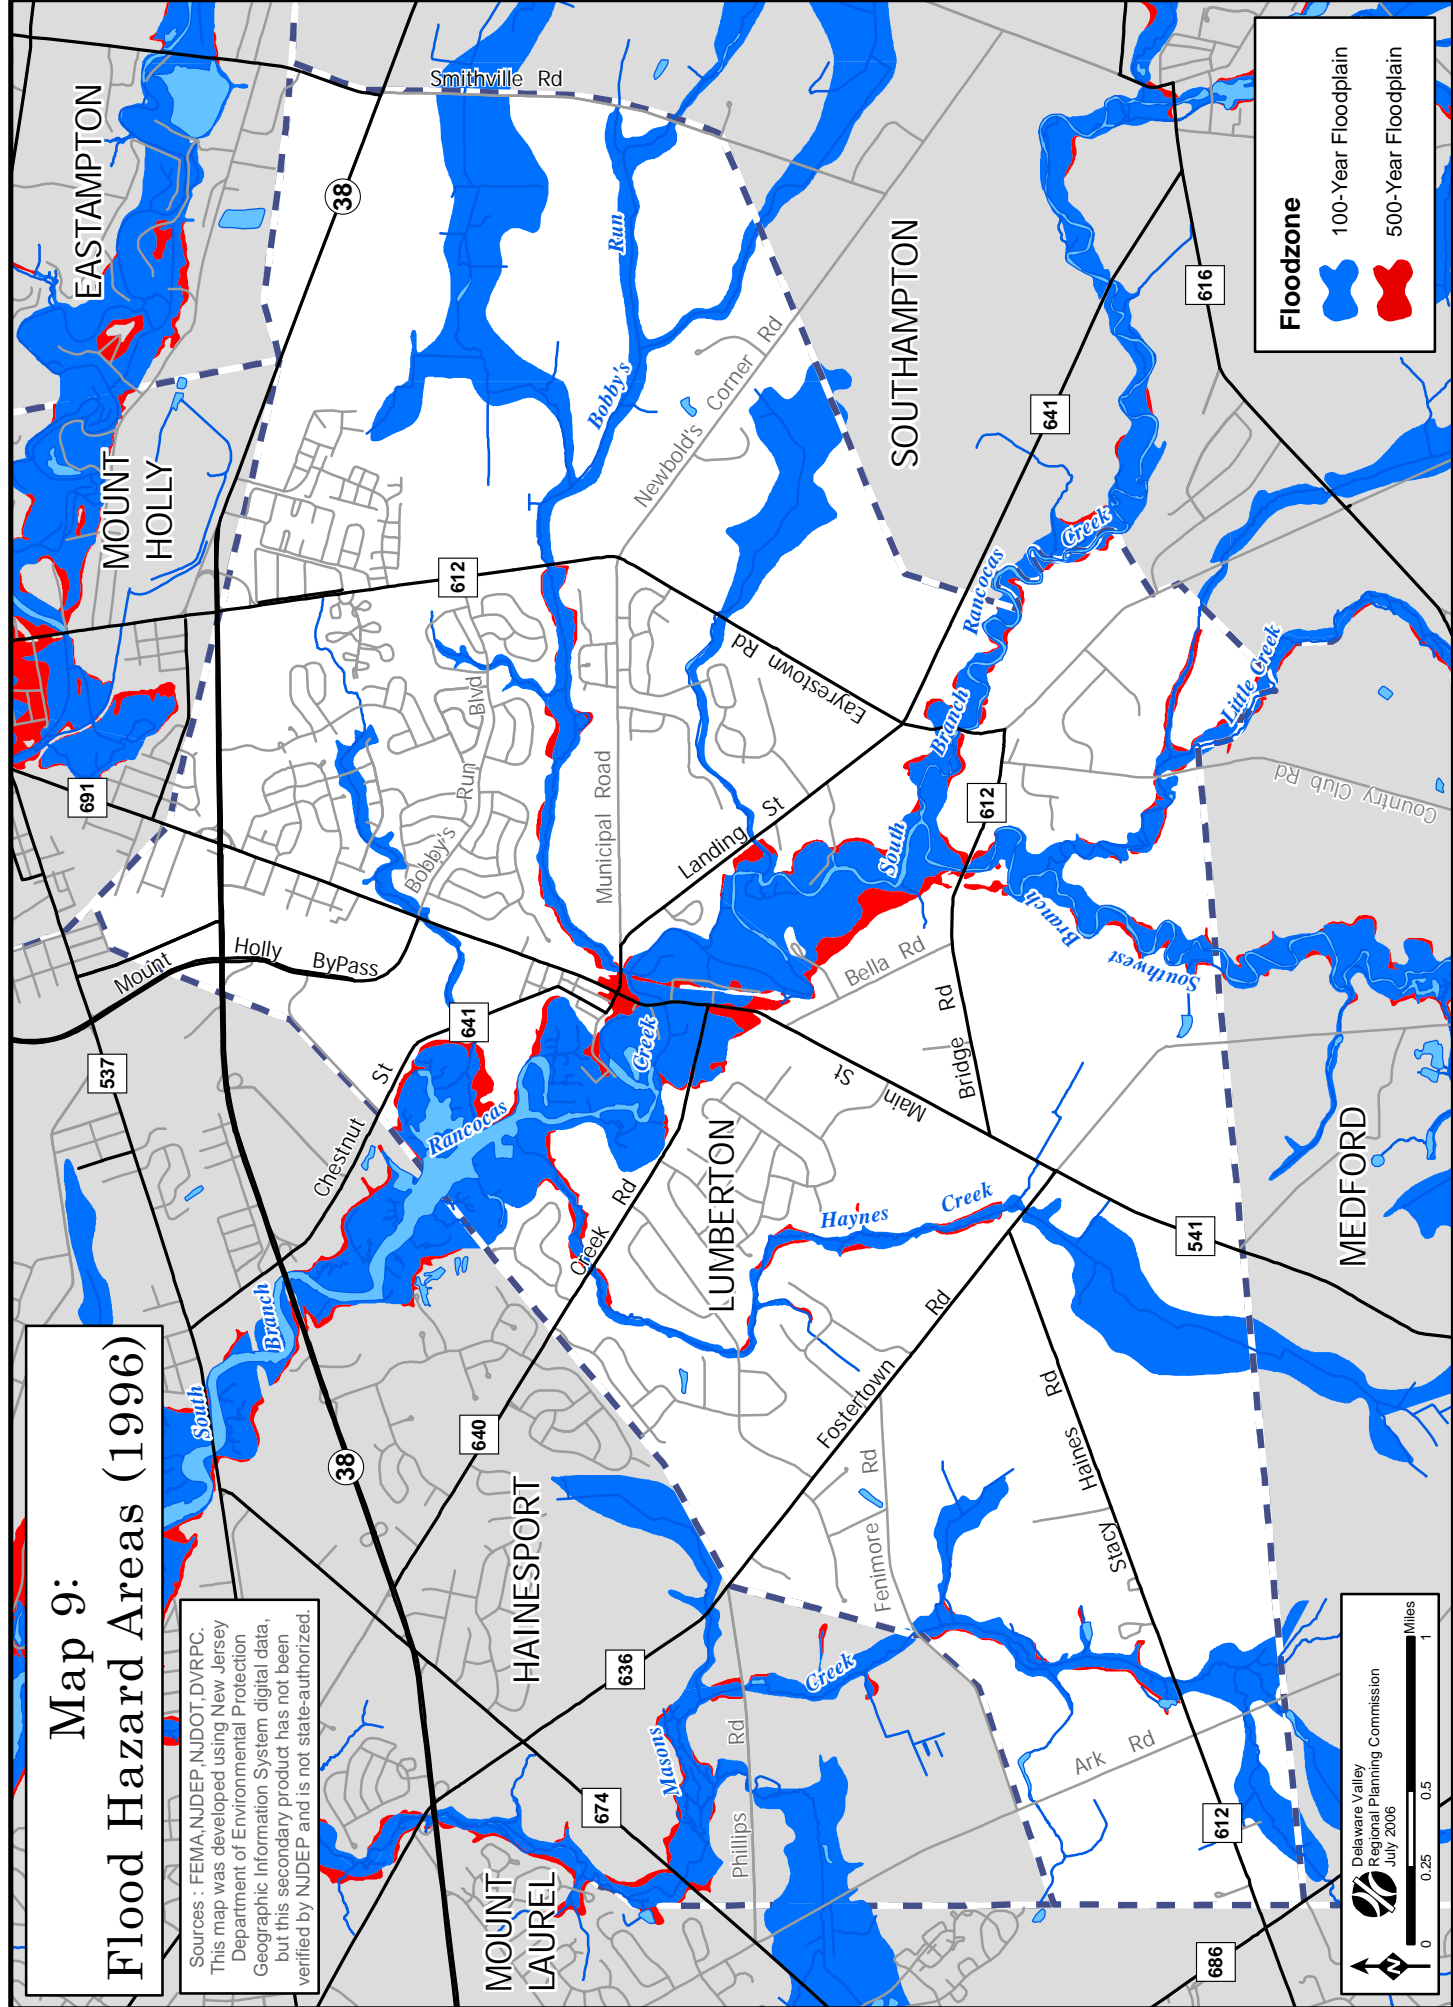 Map 9:
Flood Hazard Areas (1996)
Sources : FEMA,NJDEP,NJDOT,DVRPC.
This map was developed using New Jersey
Department of Environmental Protection
Geographic Information System digital data,
but this secondary product has not been
verified by NJDEP and is not state-authorized.
EASTAMPTON
MOUNT
HOLLY
SOUTHAMPTON
MEDFORD
LUMBERTON
HAINESPORT
MOUNT
LAUREL
Floodzone
100-Year Floodplain
500-Year Floodplain
Smithville Rd
38
Bobby's Run
Newbold's Corner Rd
616
641
612
Rancocas Creek
Eayrestown Rd
Little Creek
Country Club Rd
Bobby's Run Blvd
Municipal Road
Landing St
South Branch
612
691
Mount Holly ByPass
Bella Rd
Bridge Rd
Southwest Branch
537
641
Chestnut St
Rancocas Creek
Main St
Creek Rd
Haynes Creek
541
South Branch
38
640
Fostertown Rd
Stacy Haines Rd
Fenimore Rd
636
Masons Creek
Phillips Rd
Ark Rd
674
612
686
Delaware Valley
Regional Planning Commission
July 2006
N
0 0.25 0.5 1
Miles